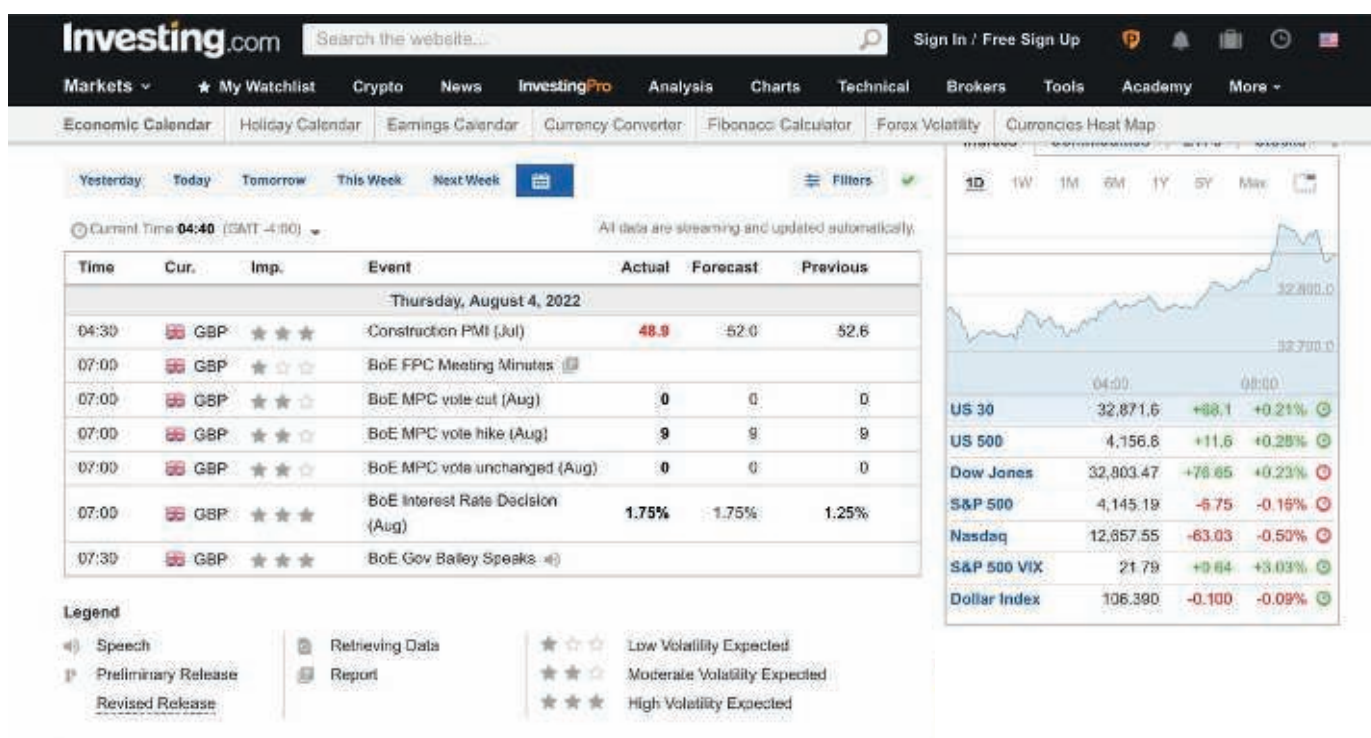 Investing.com Search the website... Sign In / Free Sign Up
Markets My Watchlist Crypto News InvestingPro Analysis Charts Technical Brokers Tools Academy More
Economic Calendar Holiday Calendar Earnings Calendar Currency Converter Fibonacci Calculator Forex Volatility Currencies Heat Map
Yesterday Today Tomorrow This Week Next Week Filters
Current Time: 04:40 (GMT -4:00) All data are streaming and updated automatically.
Time Cur. Imp. Event Actual Forecast Previous
Thursday, August 4, 2022
04:30 GBP Construction PMI (Jul) 48.9 52.0 52.6
07:00 GBP BoE FPC Meeting Minutes
07:00 GBP BoE MPC vote cut (Aug) 0 0 0
07:00 GBP BoE MPC vote hike (Aug) 9 9 9
07:00 GBP BoE MPC vote unchanged (Aug) 0 0 0
07:00 GBP BoE Interest Rate Decision (Aug) 1.75% 1.75% 1.25%
07:30 GBP BoE Gov Bailey Speaks
Legend
Speech
Preliminary Release
Revised Release
Retrieving Data
Report
Low Volatility Expected
Moderate Volatility Expected
High Volatility Expected
1D 1W 1M 6M 1Y 5Y Max
32,800.0
32,700.0
04:00 08:00
US 30 32,871.6 +68.1 +0.21%
US 500 4,156.8 +11.6 +0.28%
Dow Jones 32,803.47 +76.65 +0.23%
S&P 500 4,145.19 -6.75 -0.16%
Nasdaq 12,657.55 -63.03 -0.50%
S&P 500 VIX 21.79 +0.64 +3.03%
Dollar Index 106.390 -0.100 -0.09%